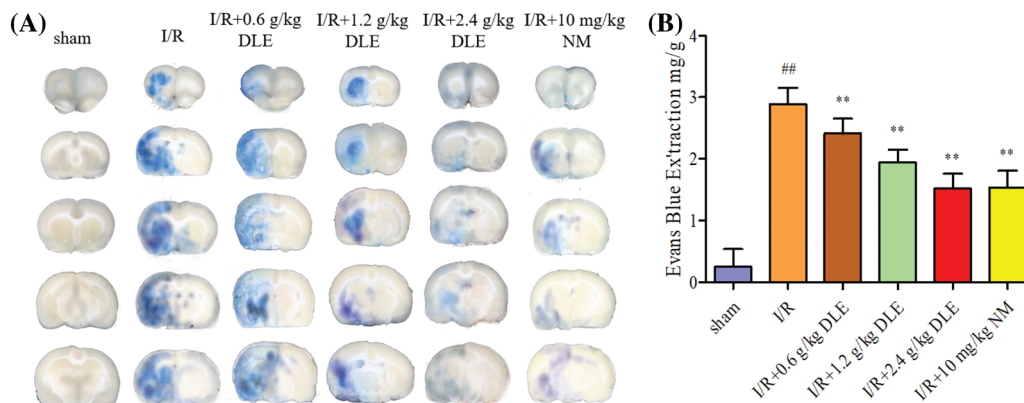 (A)
sham
I/R
I/R+0.6 g/kg
DLE
I/R+1.2 g/kg
DLE
I/R+2.4 g/kg
DLE
I/R+10 mg/kg
NM
(B)
Evans Blue Ex'traction mg/g
4
3
2
1
0
##
**
**
**
**
sham
I/R
I/R+0.6 g/kg DLE
I/R+1.2 g/kg DLE
I/R+2.4 g/kg DLE
I/R+10 mg/kg NM